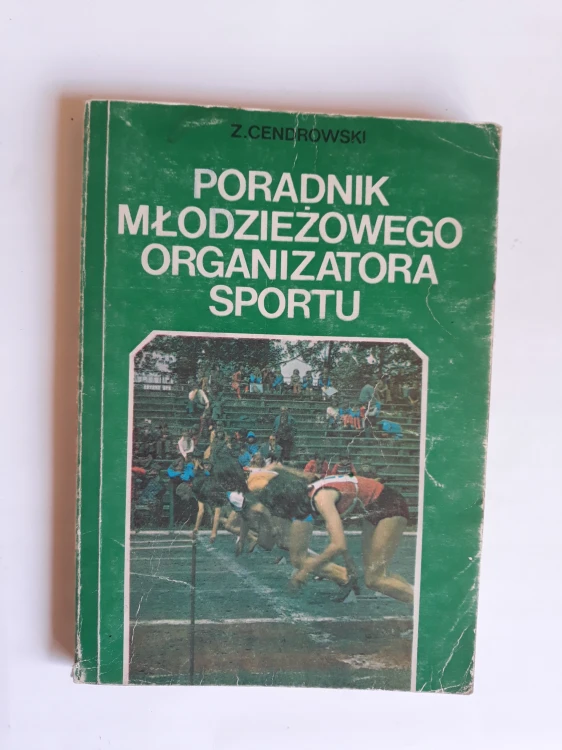 Z. CENDROWSKI
PORADNIK
MŁODZIEŻOWEGO
ORGANIZATORA
SPORTU